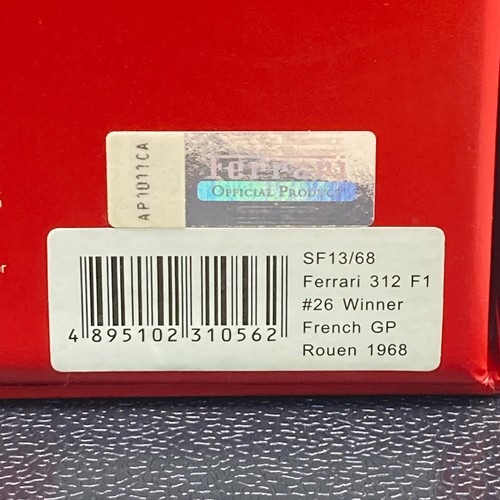 ferrari
OFFICIAL PRODUCT
AP1011CA
SF13/68
Ferrari 312 F1
#26 Winner
French GP
Rouen 1968
4 895102 310562